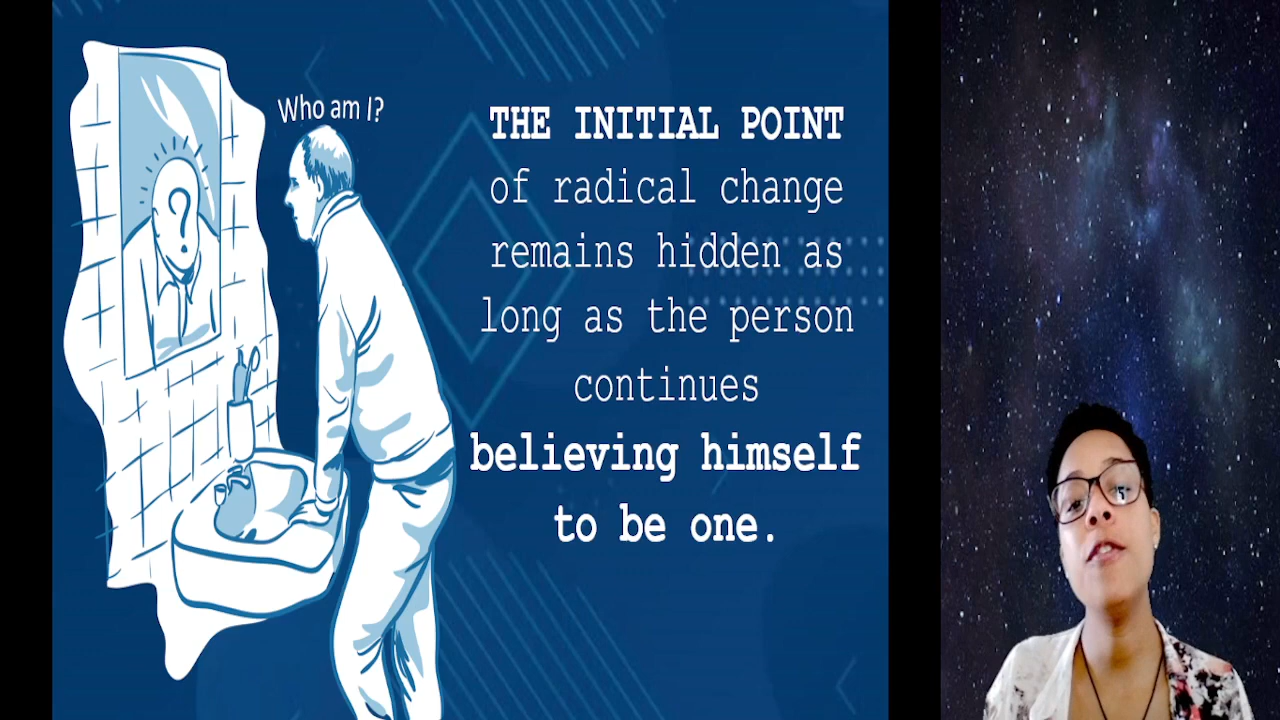 Who am I?
THE INITIAL POINT
of radical change
remains hidden as
long as the person
continues
believing himself
to be one.